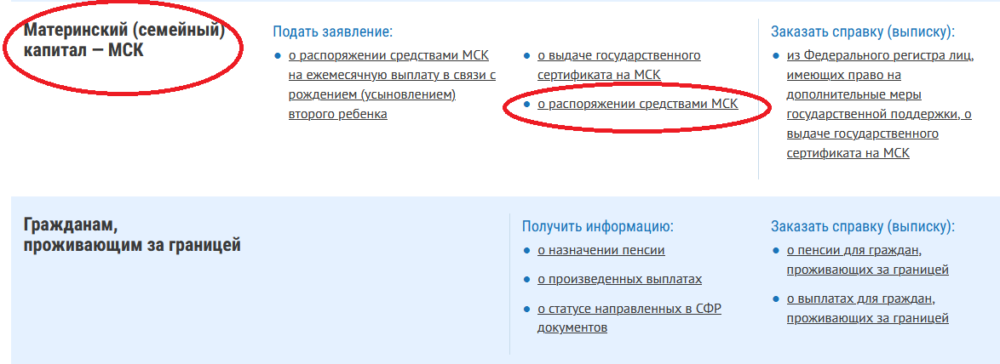 Материнский (семейный)
капитал — МСК
Подать заявление:
о распоряжении средствами МСК
на ежемесячную выплату в связи с
рождением (усыновлением)
второго ребенка
о выдаче государственного
сертификата на МСК
о распоряжении средствами МСК
Заказать справку (выписку):
из Федерального регистра лиц,
имеющих право на
дополнительные меры
государственной поддержки, о
выдаче государственного
сертификата на МСК
Гражданам,
проживающим за границей
Получить информацию:
о назначении пенсии
о произведенных выплатах
о статусе направленных в СФР
документов
Заказать справку (выписку):
о пенсии для граждан,
проживающих за границей
о выплатах для граждан,
проживающих за границей